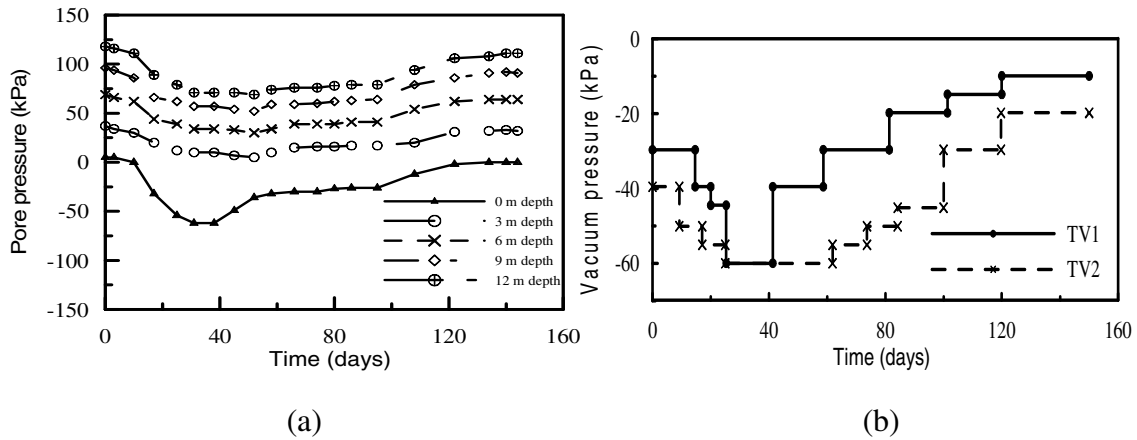 150
100
50
0
-50
-100
-150
Pore pressure (kPa)
0 m depth
3 m depth
6 m depth
9 m depth
12 m depth
0 40 80 120 160
Time (days)
(a)
0
-20
-40
-60
Vacuum pressure (kPa)
TV1
TV2
0 40 80 120 160
Time (days)
(b)